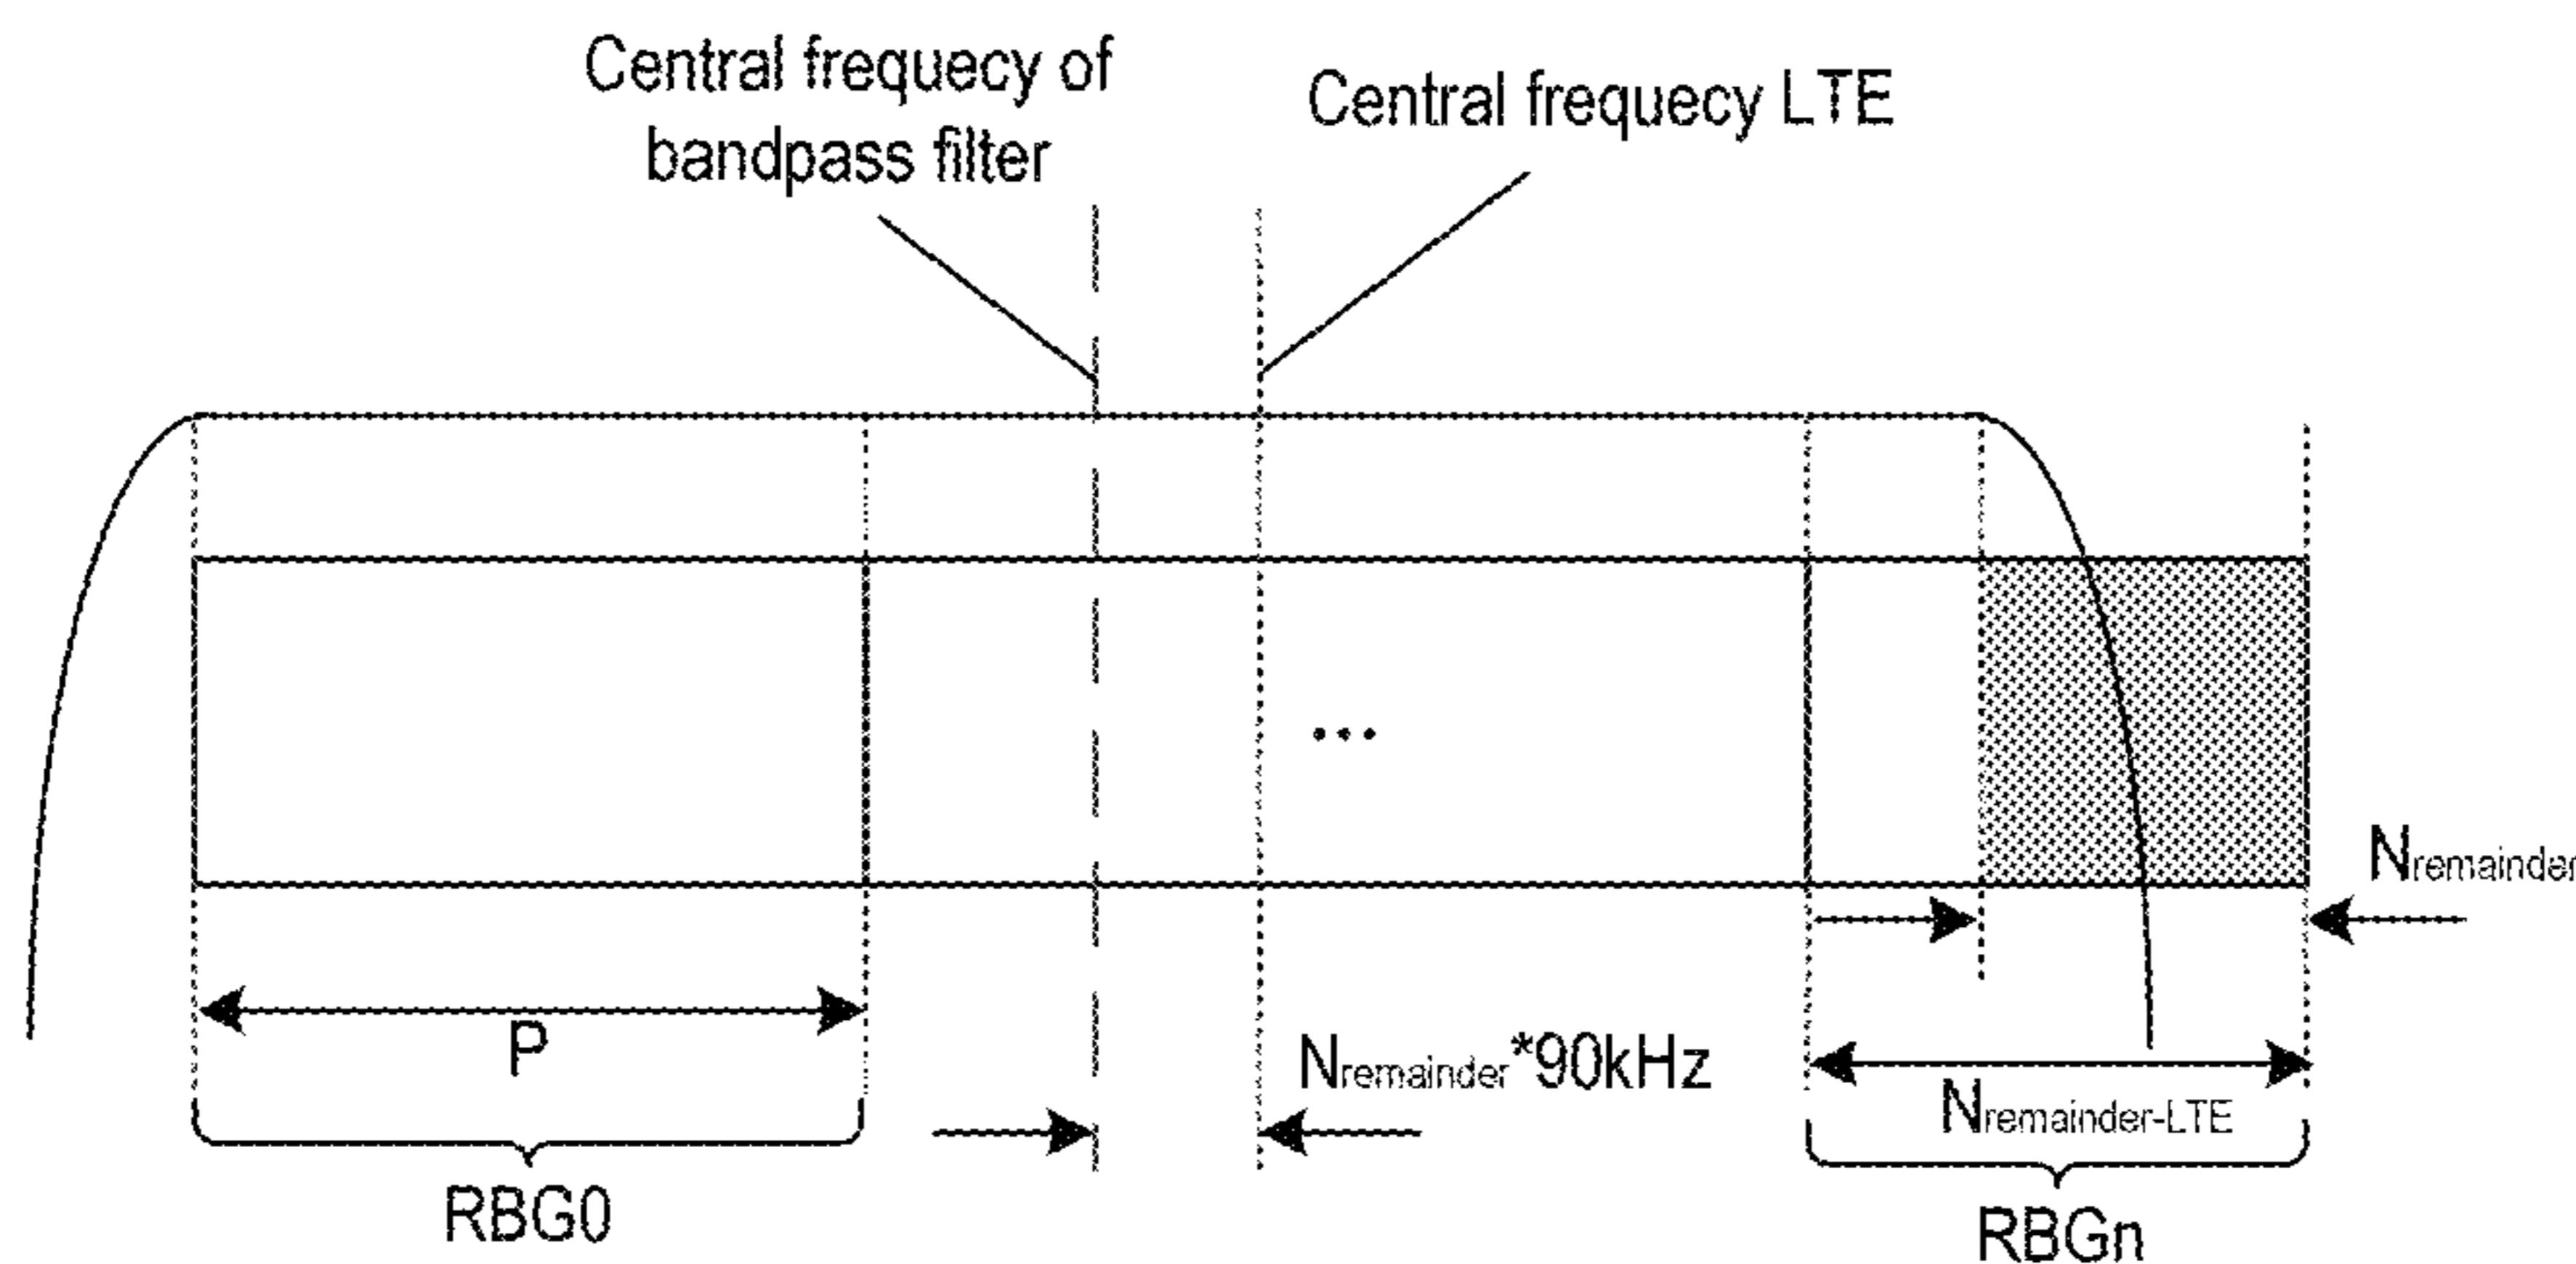 Central frequecy of
bandpass filter
Central frequecy LTE
...
Nremainder
P
Nremainder*90kHz
Nremainder-LTE
RBG0
RBGn